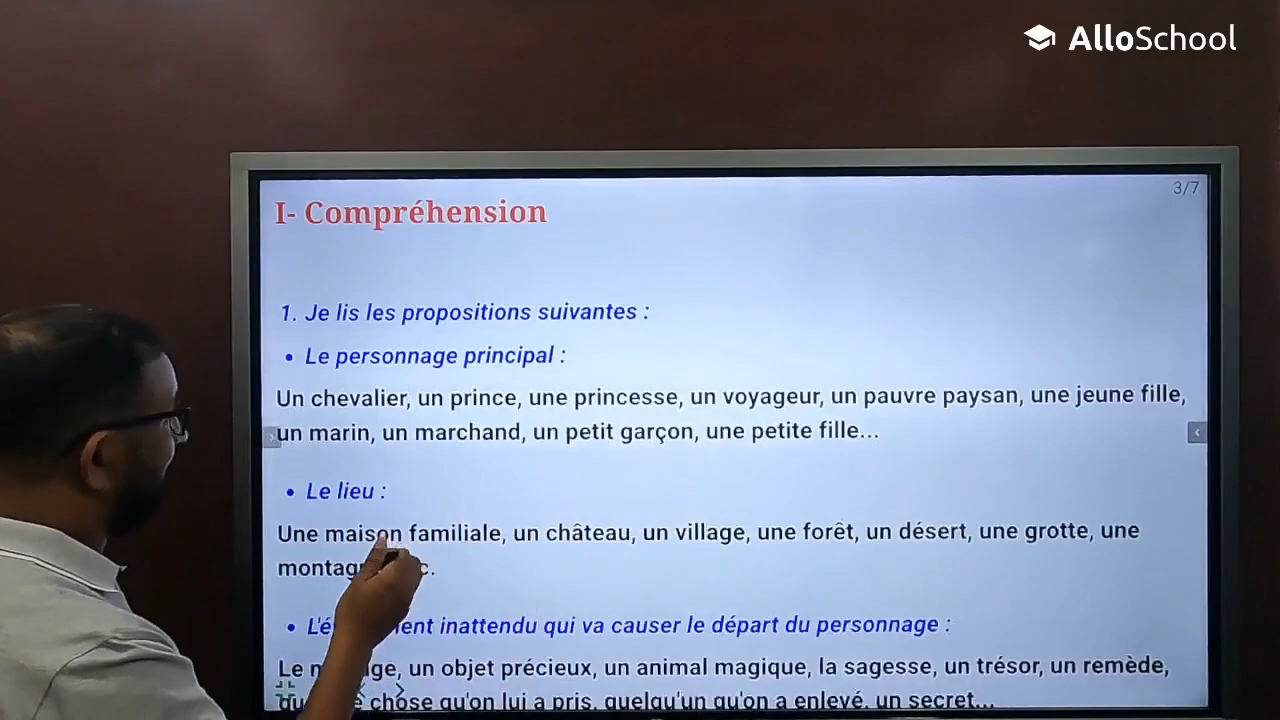 AlloSchool
3/7
I- Compréhension
1. Je lis les propositions suivantes :
• Le personnage principal :
Un chevalier, un prince, une princesse, un voyageur, un pauvre paysan, une jeune fille,
un marin, un marchand, un petit garçon, une petite fille...
• Le lieu :
Une maison familiale, un château, un village, une forêt, un désert, une grotte, une
• inattendu qui va causer le départ du personnage :
Le un objet précieux, un animal magique, la sagesse, un trésor, un remède,
chose qu'on lui a pris, quelqu'un qu'on a enlevé, un secret...